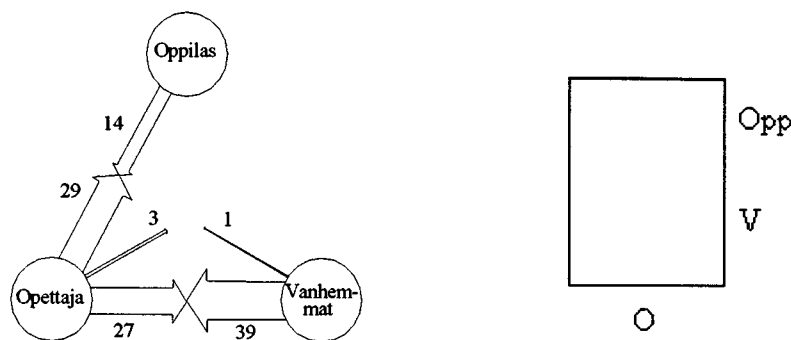 Oppilas
14
29
3
1
Opettaja
Vanhem-
mat
27
39
Opp
V
O